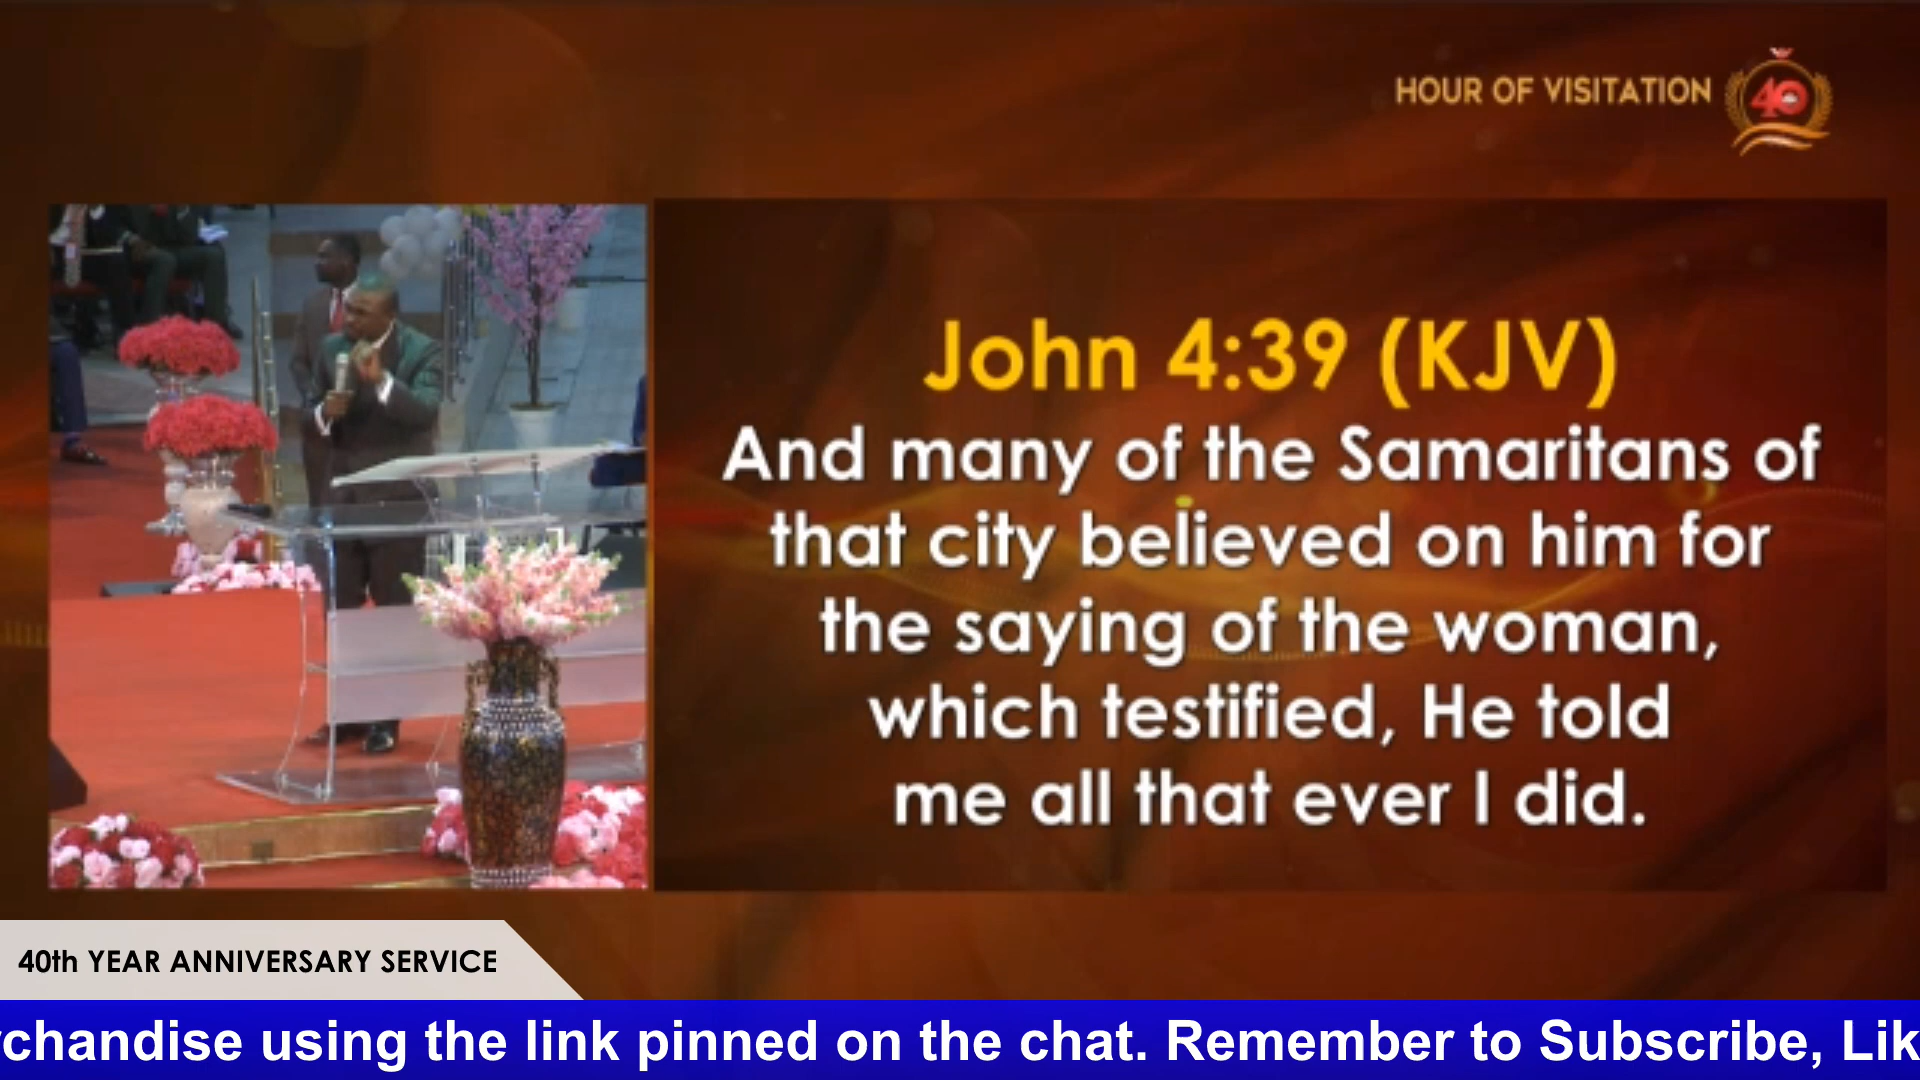 HOUR OF VISITATION
40
John 4:39 (KJV)
And many of the Samaritans of
that city believed on him for
the saying of the woman,
which testified, He told
me all that ever I did.
40th YEAR ANNIVERSARY SERVICE
rchandise using the link pinned on the chat. Remember to Subscribe, Lik